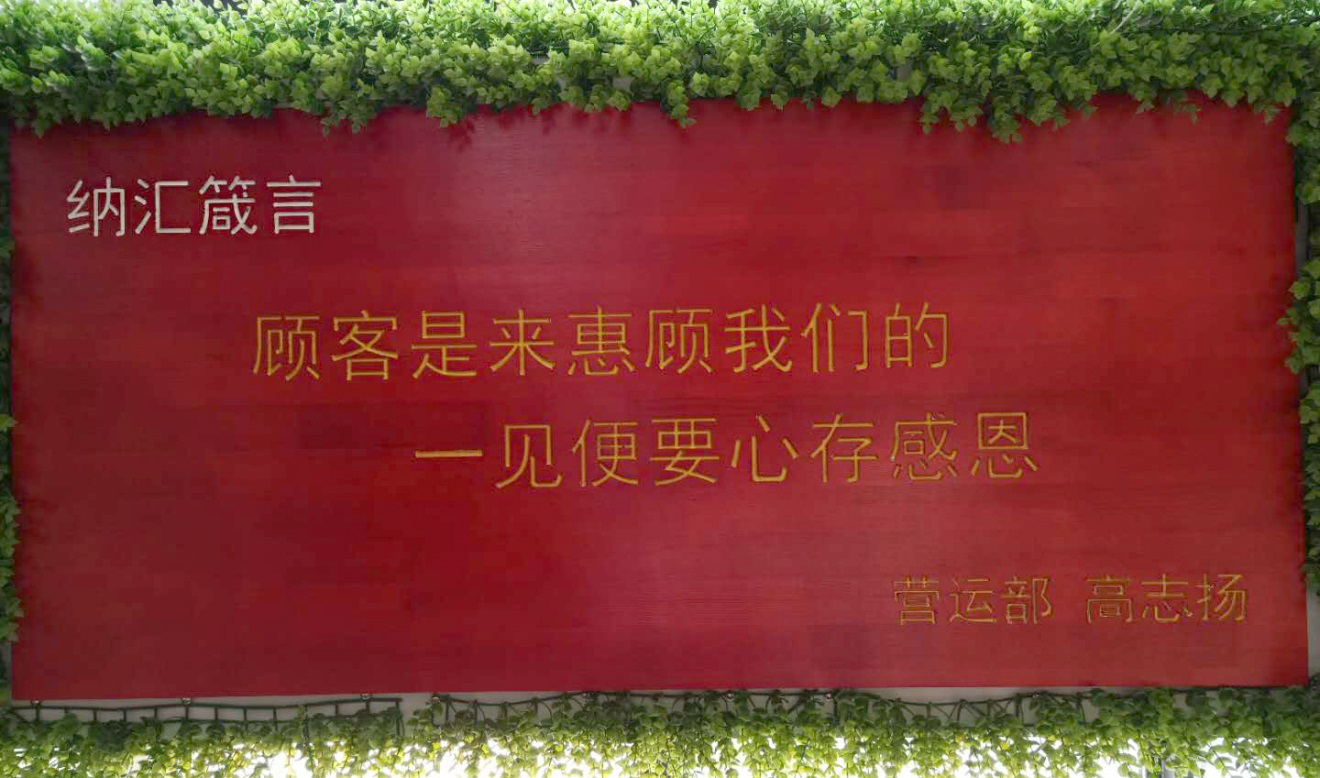 纳汇箴言
顾客是来惠顾我们的
一见便要心存感恩
营运部 高志扬